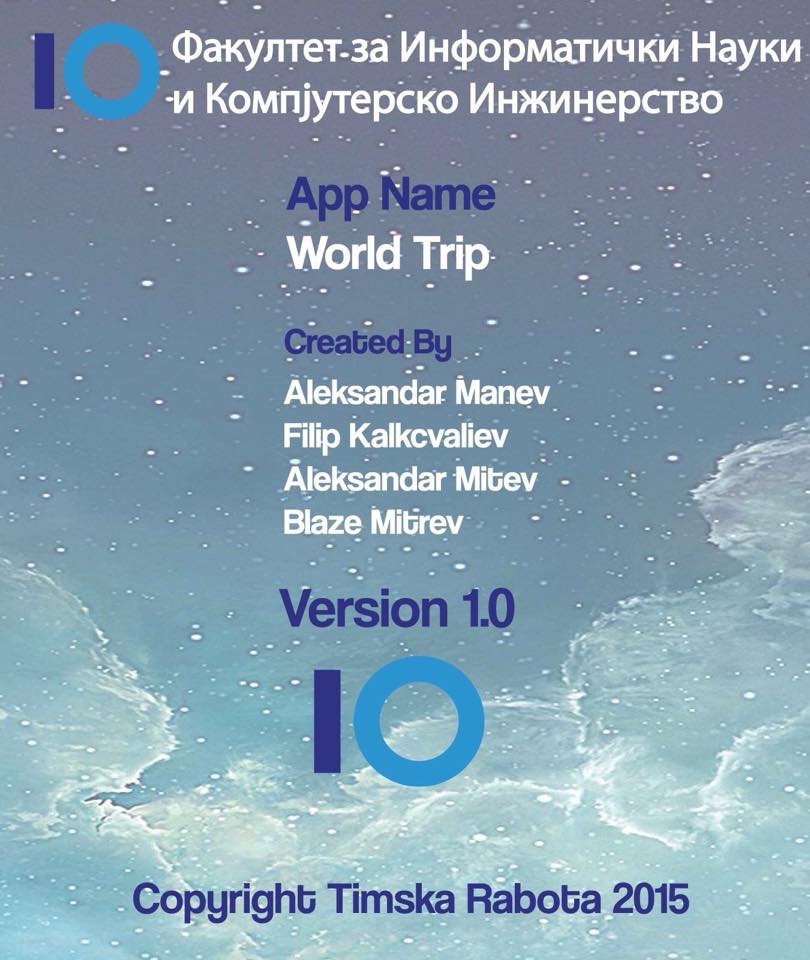 Факултет за Информатички Науки
и Компјутерско Инжинерство
App Name
World Trip
Created By
Aleksandar Manev
Filip Kalkcvaliev
Aleksandar Mitev
Blaze Mitrev
Version 1.0
Copyright Timska Rabota 2015